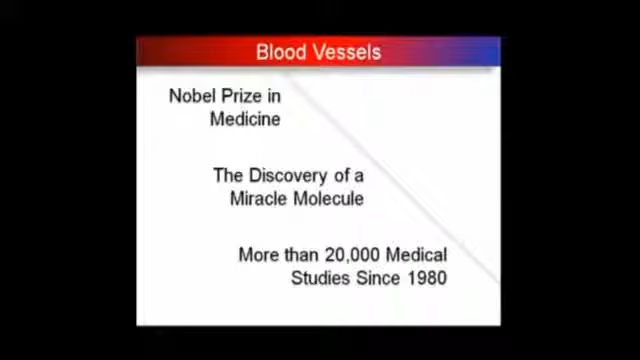 Blood Vessels
Nobel Prize in
Medicine
The Discovery of a
Miracle Molecule
More than 20,000 Medical
Studies Since 1980